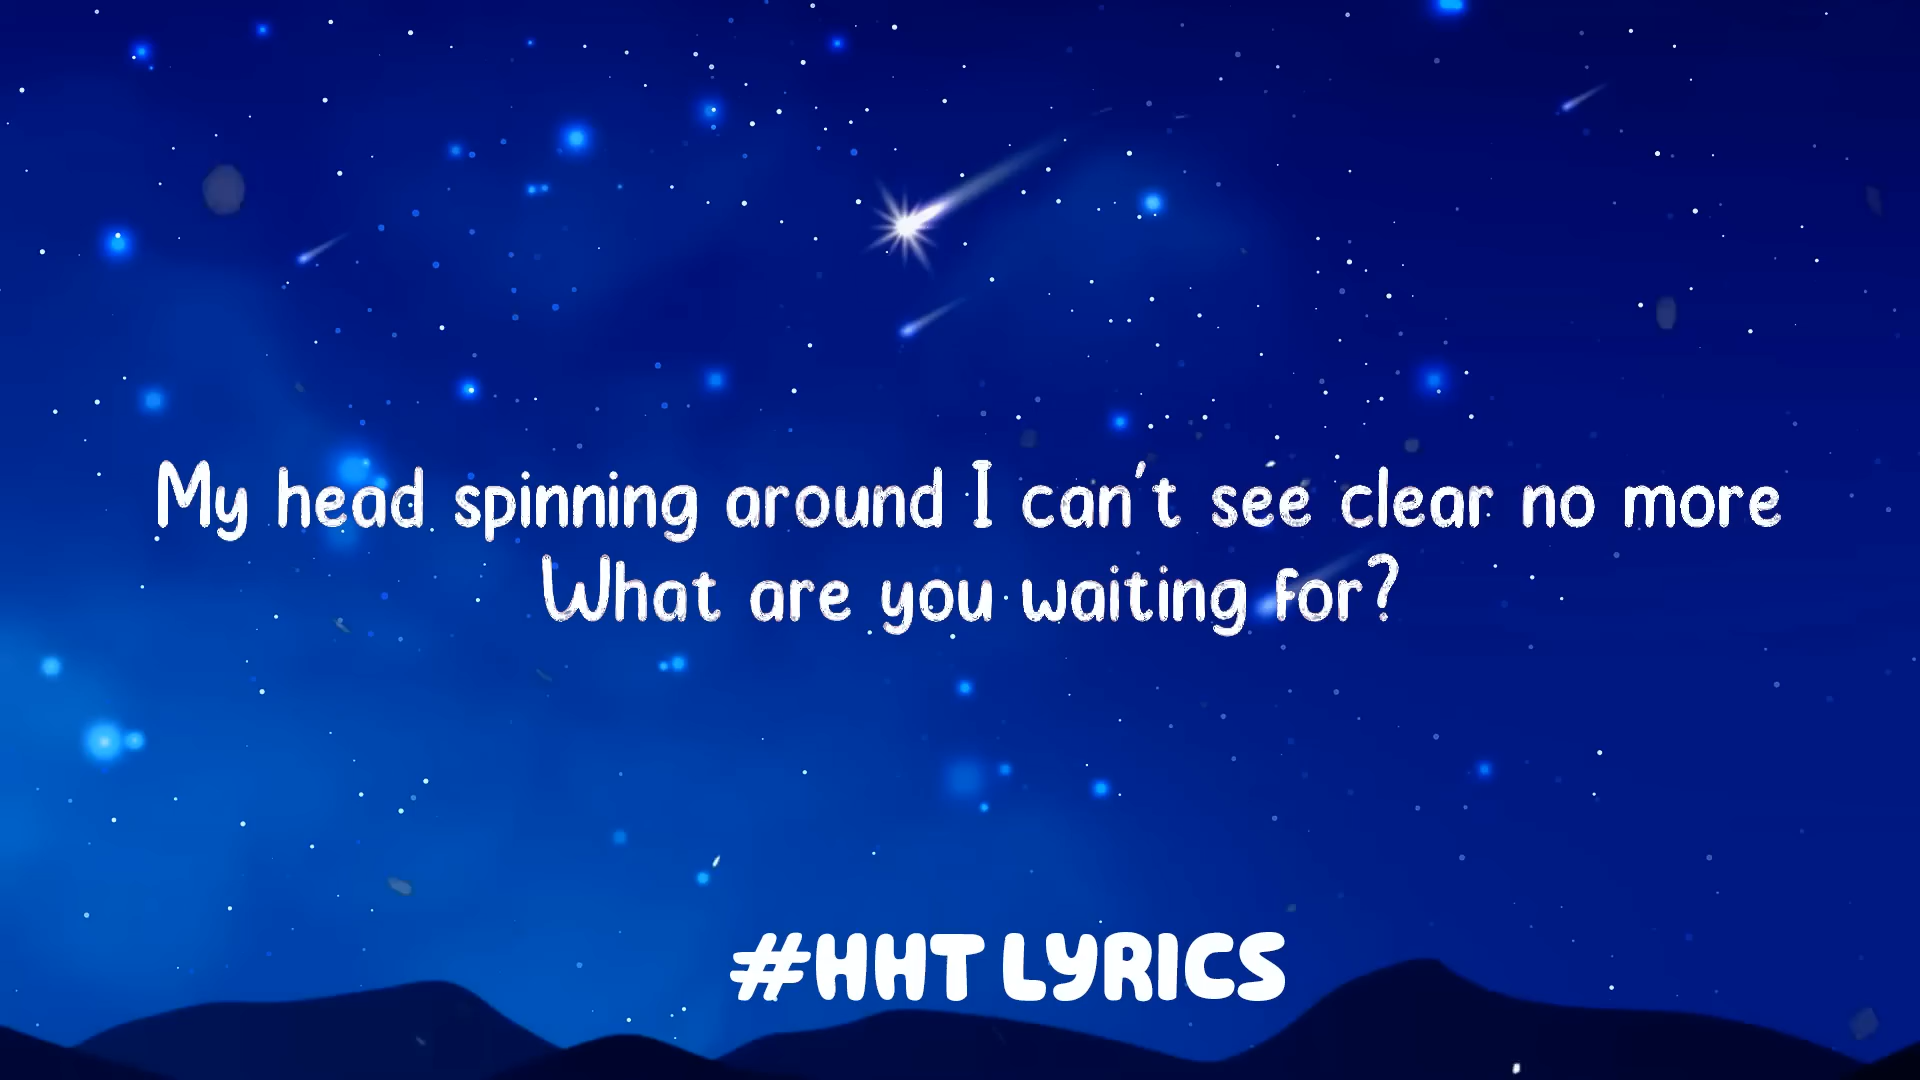 My head spinning around I can't see clear no more
What are you waiting for?
#HHT LYRICS